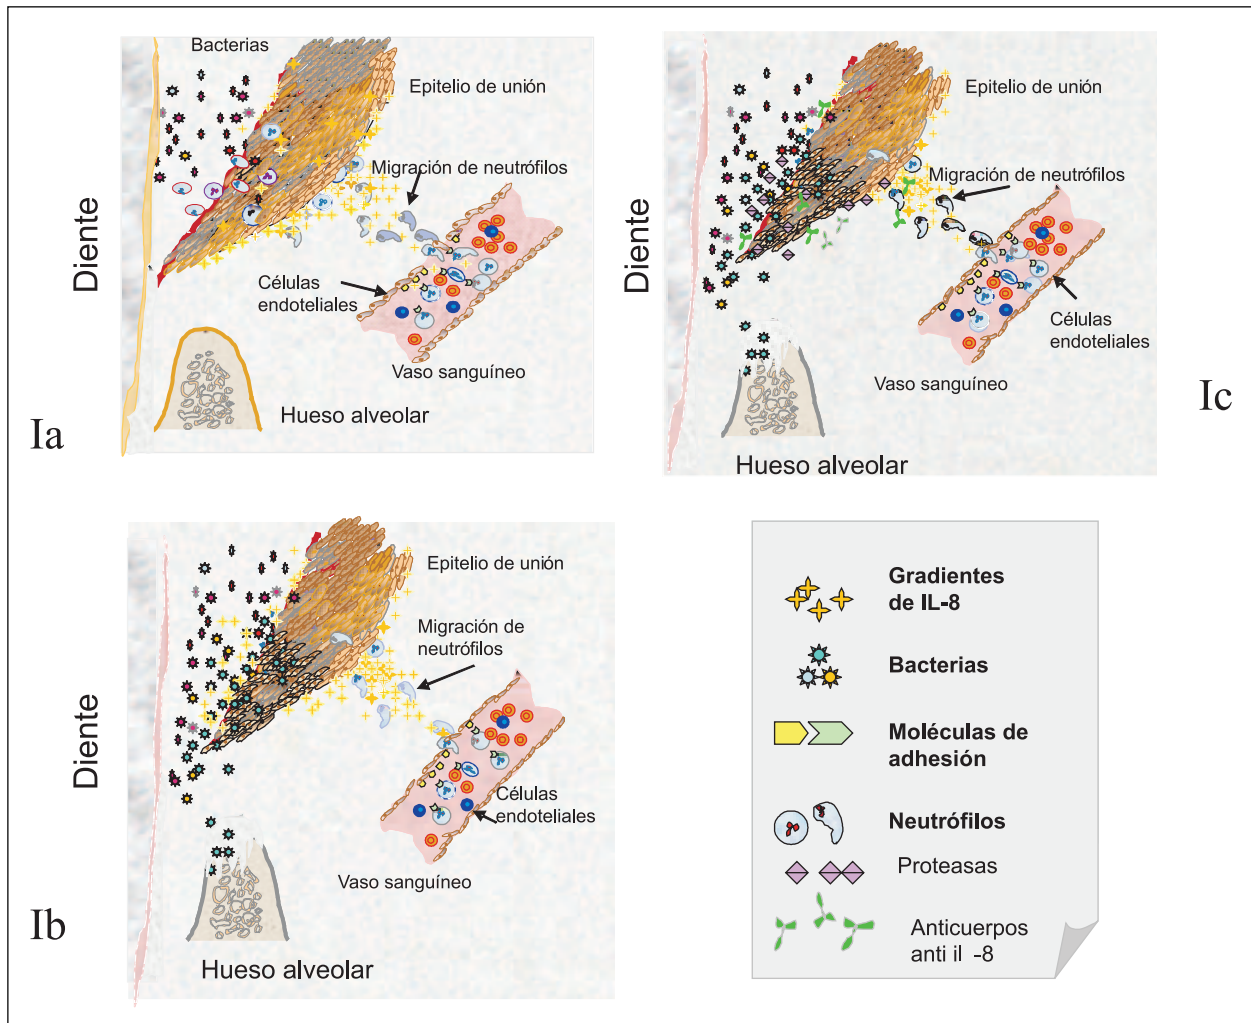 Bacterias
Epitelio de unión
Migración de neutrófilos
Diente
Células
endoteliales
Vaso sanguíneo
Hueso alveolar
Ia
Epitelio de unión
Migración de neutrófilos
Diente
Células
endoteliales
Vaso sanguíneo
Hueso alveolar
Ic
Epitelio de unión
Migración de
neutrófilos
Diente
Células
endoteliales
Vaso sanguíneo
Hueso alveolar
Ib
Gradientes
de IL-8
Bacterias
Moléculas de
adhesión
Neutrófilos
Proteasas
Anticuerpos
anti il -8